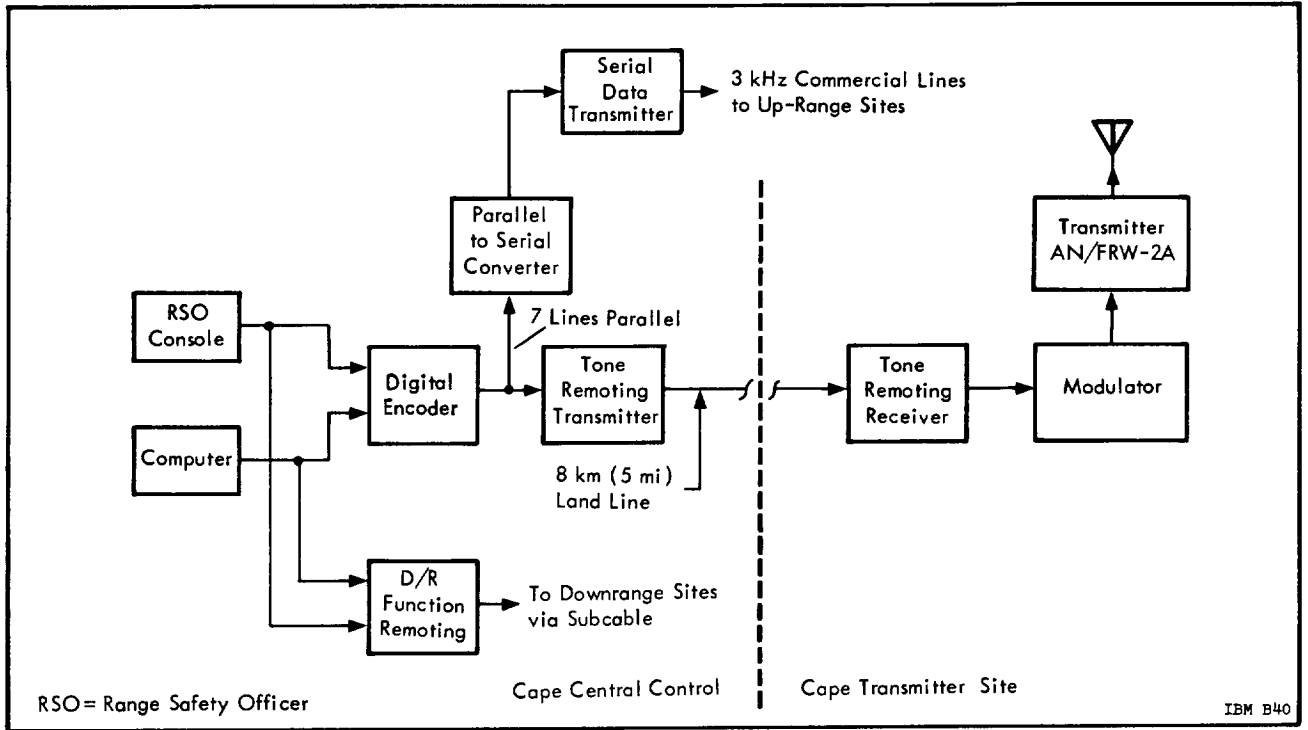 Serial
Data
Transmitter
3 kHz Commercial Lines
to Up-Range Sites
Parallel
to Serial
Converter
Transmitter
AN/FRW-2A
RSO
Console
7 Lines Parallel
Digital
Encoder
Tone
Remoting
Transmitter
Tone
Remoting
Receiver
Modulator
Computer
8 km (5 mi)
Land Line
D/R
Function
Remoting
To Downrange Sites
via Subcable
RSO = Range Safety Officer
Cape Central Control
Cape Transmitter Site
IBM B40